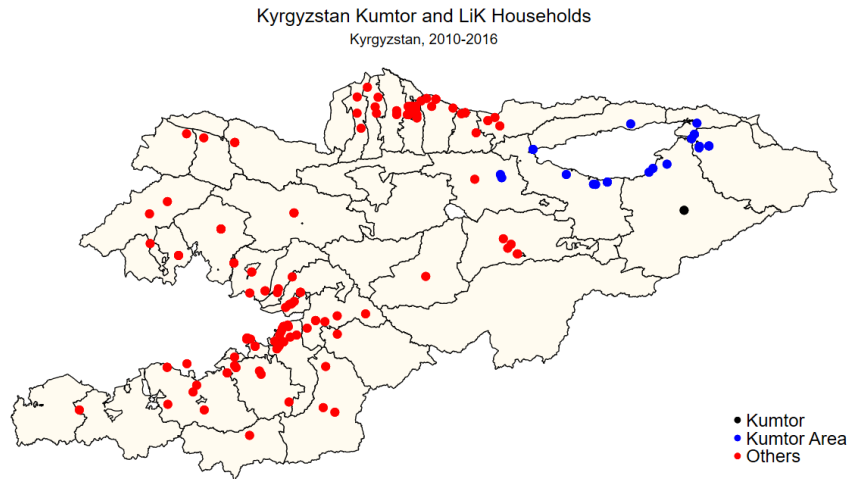 Kyrgyzstan Kumtor and LiK Households
Kyrgyzstan, 2010-2016
Kumtor
Kumtor Area
Others